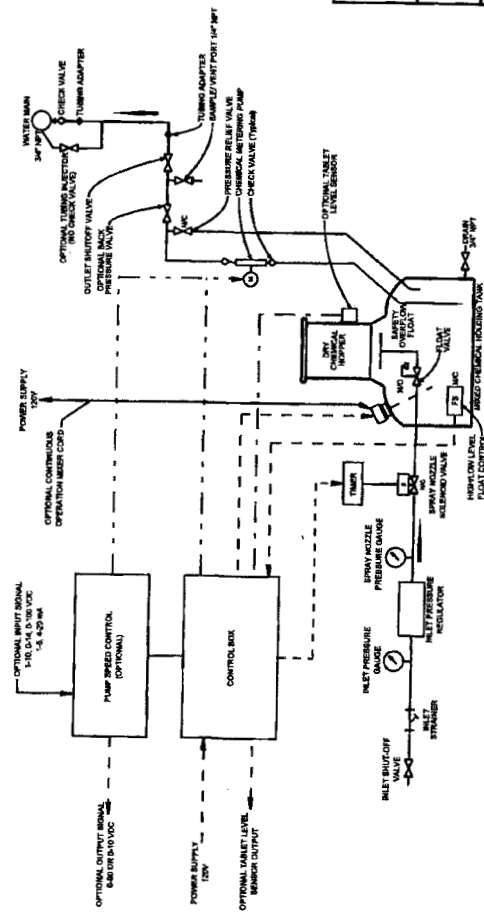 WATER MAIN
3/4" NPT
CHECK VALVE
TUBING ADAPTER
OPTIONAL TUBING INJECTOR
(NO CHECK VALVE)
OUTLET SHUTOFF VALVE
OPTIONAL BACK
PRESSURE VALVE
TUBING ADAPTER
SAMPLE/ VENT PORT 1/4" NPT
PRESSURE RELIEF VALVE
CHEMICAL METERING PUMP
CHECK VALVE (Typical)
N/C
M
OPTIONAL TABLET
LEVEL SENSOR
DRAIN
3/4" NPT
DRY
CHEMICAL
HOPPER
SAFETY
OVERFLOW
FLOAT
N/O
FLOAT
VALVE
FS
N/C
MIXED CHEMICAL HOLDING TANK
HIGH/LOW LEVEL
FLOAT CONTROL
POWER SUPPLY
120V
OPTIONAL CONTINUOUS
OPERATION MIXER CORD
TIMER
N/C
SPRAY NOZZLE
SOLENOID VALVE
SPRAY NOZZLE
PRESSURE GAUGE
INLET PRESSURE
REGULATOR
INLET PRESSURE
GAUGE
INLET
STRAINER
INLET SHUT-OFF
VALVE
OPTIONAL INPUT SIGNAL
PUMP SPEED CONTROL
(OPTIONAL)
CONTROL BOX
OPTIONAL OUTPUT SIGNAL
POWER SUPPLY
120V
OPTIONAL TABLET LEVEL
SENSOR OUTPUT